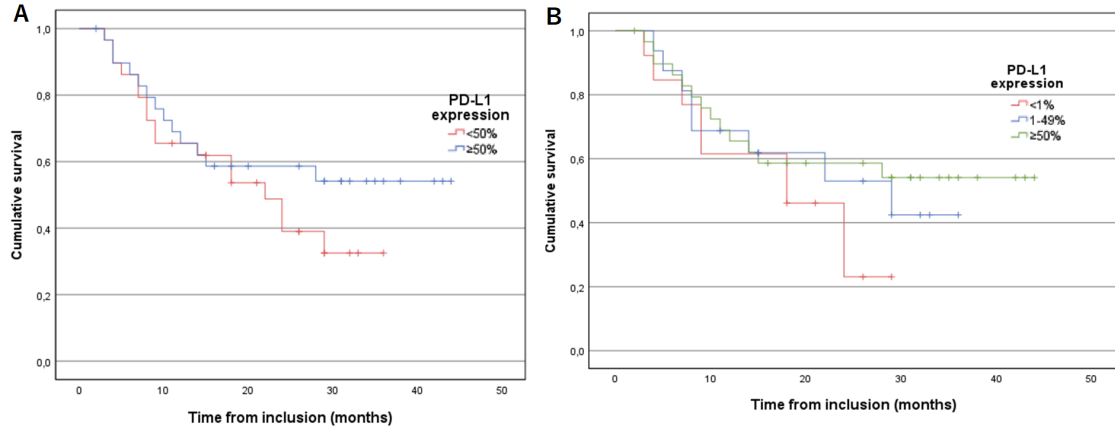 A
1,0
0,8
0,6
0,4
0,2
0,0
Cumulative survival
PD-L1
expression
<50%
≥50%
0
10
20
30
40
50
Time from inclusion (months)
B
1,0
0,8
0,6
0,4
0,2
0,0
Cumulative survival
PD-L1
expression
<1%
1-49%
≥50%
0
10
20
30
40
50
Time from inclusion (months)